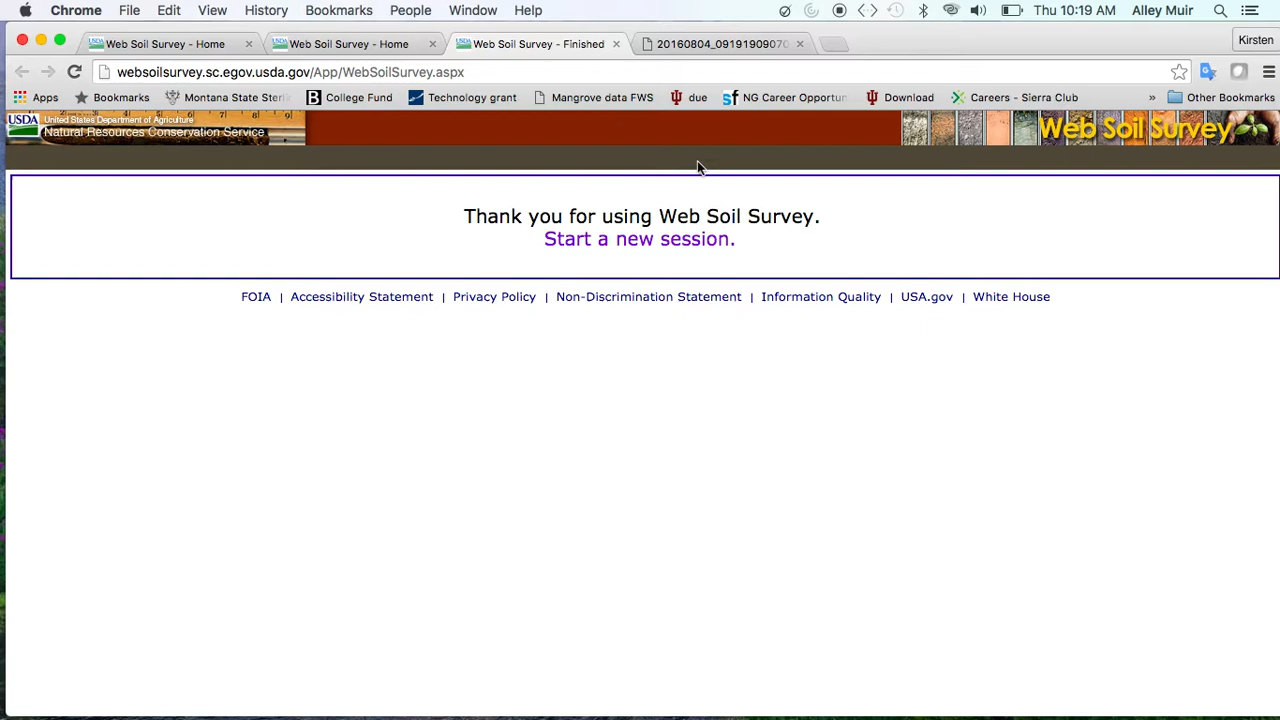 Chrome File Edit View History Bookmarks People Window Help Thu 10:19 AM Alley Muir
Web Soil Survey - Home Web Soil Survey - Home Web Soil Survey - Finished 20160804_09191909070 Kirsten
websoilsurvey.sc.egov.usda.gov/App/WebSoilSurvey.aspx
Apps Bookmarks Montana State Steri College Fund Technology grant Mangrove data FWS due NG Career Opportun Download Careers - Sierra Club » Other Bookmarks
USDA United States Department of Agriculture
Natural Resources Conservation Service
Web Soil Survey
Thank you for using Web Soil Survey.
Start a new session.
FOIA | Accessibility Statement | Privacy Policy | Non-Discrimination Statement | Information Quality | USA.gov | White House